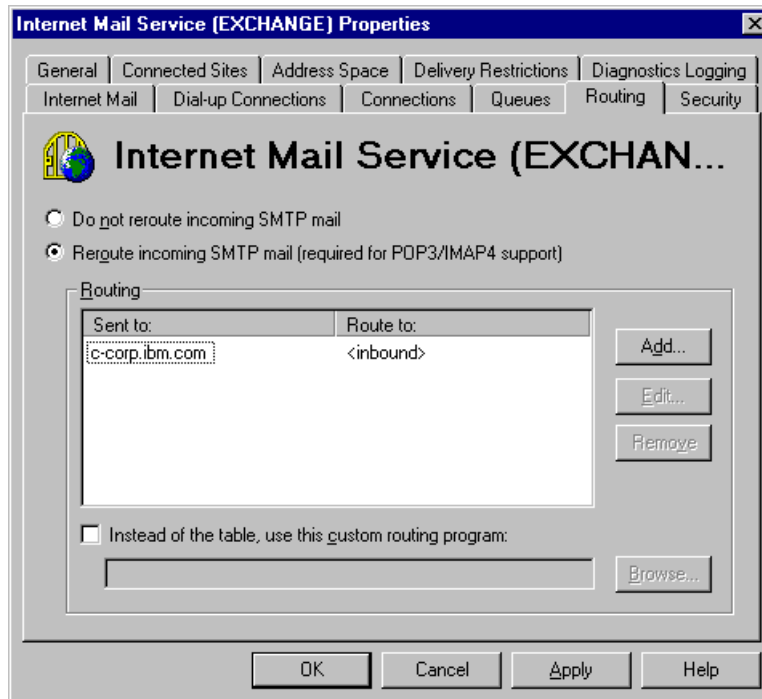 Internet Mail Service (EXCHANGE) Properties
General Connected Sites Address Space Delivery Restrictions Diagnostics Logging
Internet Mail Dial-up Connections Connections Queues Routing Security
Internet Mail Service (EXCHAN...
Do not reroute incoming SMTP mail
Reroute incoming SMTP mail (required for POP3/IMAP4 support)
Routing
Sent to: Route to:
c-corp.ibm.com <inbound>
Add...
Edit...
Remove
Instead of the table, use this custom routing program:
Browse...
OK Cancel Apply Help